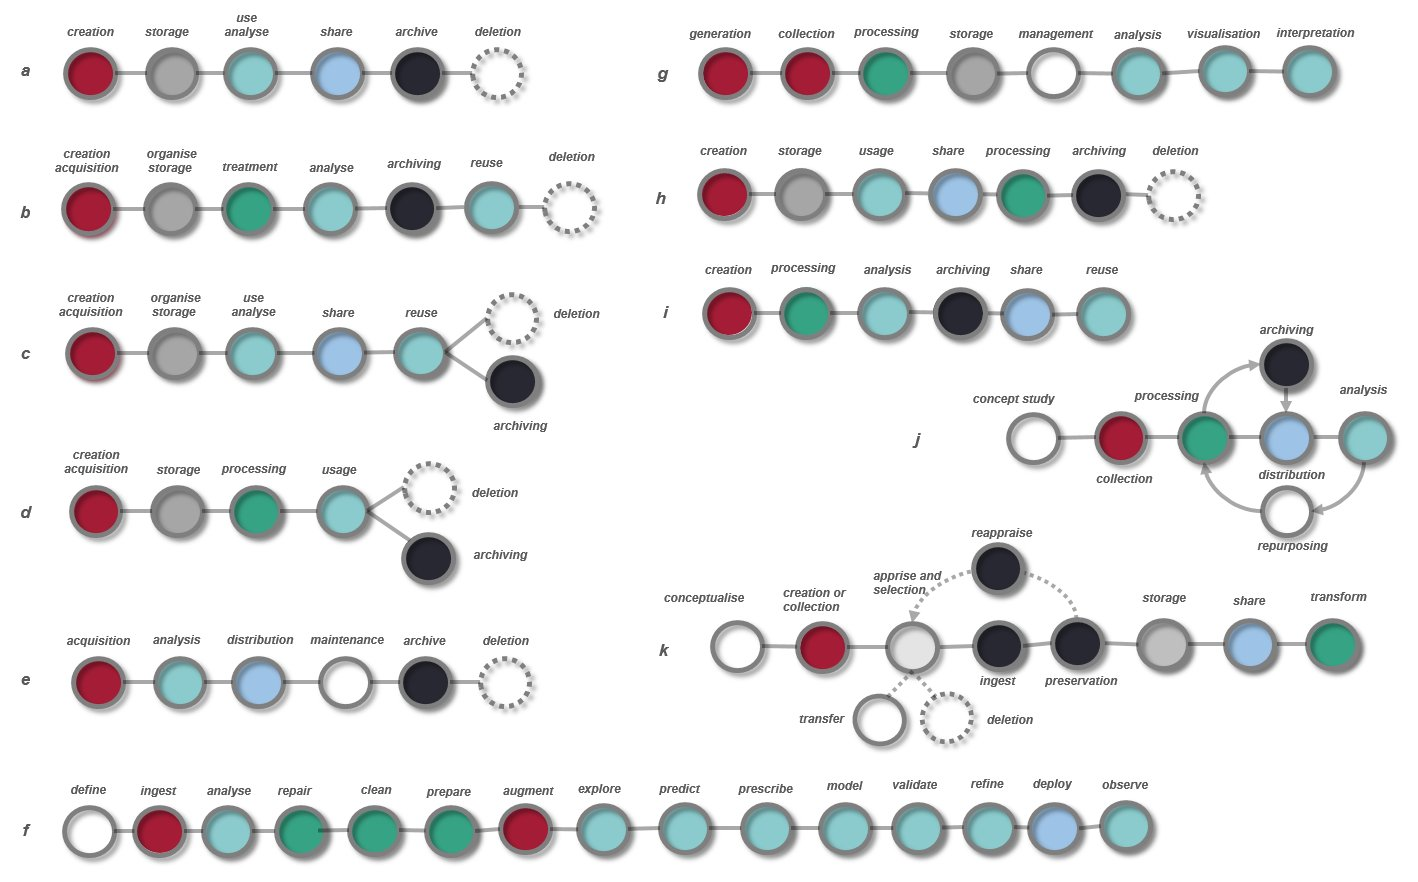 a
creation
storage
use
analyse
share
archive
deletion
b
creation
acquisition
organise
storage
treatment
analyse
archiving
reuse
deletion
c
creation
acquisition
organise
storage
use
analyse
share
reuse
deletion
archiving
d
creation
acquisition
storage
processing
usage
deletion
archiving
e
acquisition
analysis
distribution
maintenance
archive
deletion
f
define
ingest
analyse
repair
clean
prepare
augment
explore
predict
prescribe
model
validate
refine
deploy
observe
g
generation
collection
processing
storage
management
analysis
visualisation
interpretation
h
creation
storage
usage
share
processing
archiving
deletion
i
creation
processing
analysis
archiving
share
reuse
j
concept study
collection
processing
archiving
distribution
analysis
repurposing
k
conceptualise
creation or
collection
apprise and
selection
reappraise
ingest
preservation
storage
share
transform
transfer
deletion